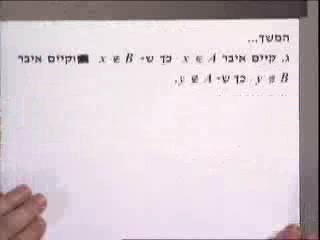 המשך...
ג. קיים איבר x ∈ A כך ש- x ∉ B וקיים איבר
y ∈ B כך ש- y ∉ A.